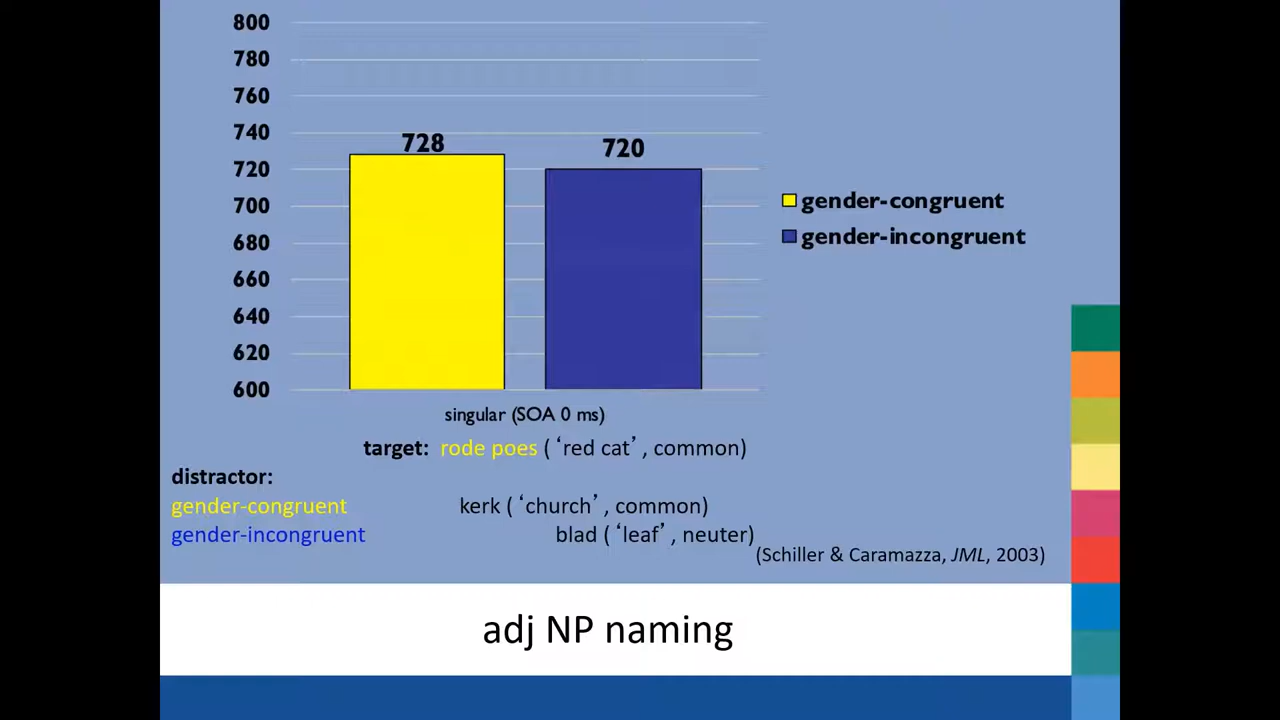 800
780
760
740
720
700
680
660
640
620
600
728
720
gender-congruent
gender-incongruent
singular (SOA 0 ms)
target: rode poes (‘red cat’, common)
distractor:
gender-congruent kerk (‘church’, common)
gender-incongruent blad (‘leaf’, neuter)
(Schiller & Caramazza, JML, 2003)
adj NP naming